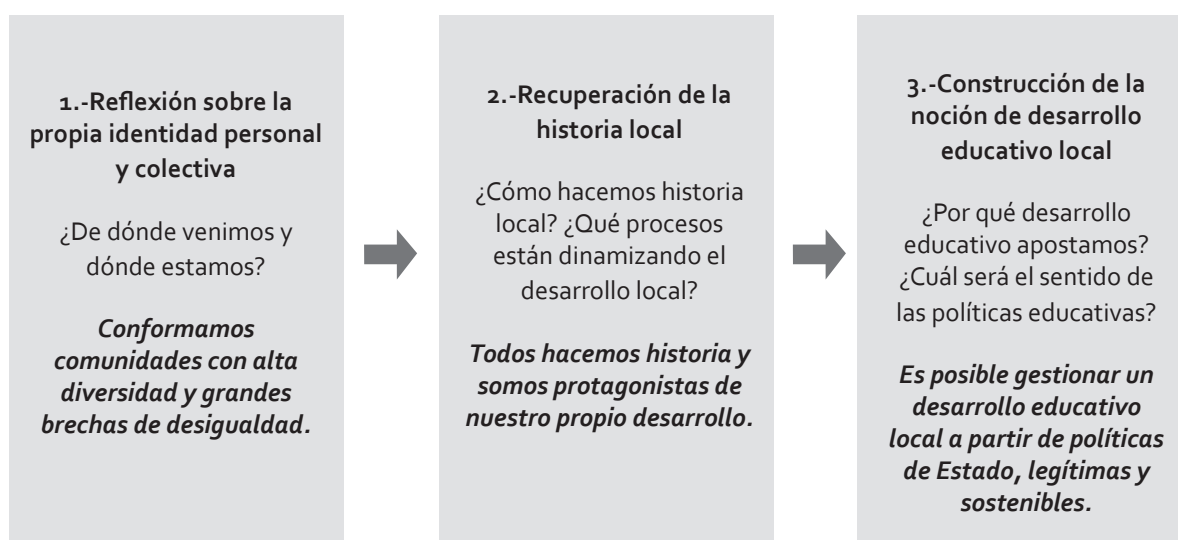 1.-Reflexión sobre la
propia identidad personal
y colectiva
¿De dónde venimos y
dónde estamos?
Conformamos
comunidades con alta
diversidad y grandes
brechas de desigualdad.
2.-Recuperación de la
historia local
¿Cómo hacemos historia
local? ¿Qué procesos
están dinamizando el
desarrollo local?
Todos hacemos historia y
somos protagonistas de
nuestro propio desarrollo.
3.-Construcción de la
noción de desarrollo
educativo local
¿Por qué desarrollo
educativo apostamos?
¿Cuál será el sentido de
las políticas educativas?
Es posible gestionar un
desarrollo educativo
local a partir de políticas
de Estado, legítimas y
sostenibles.